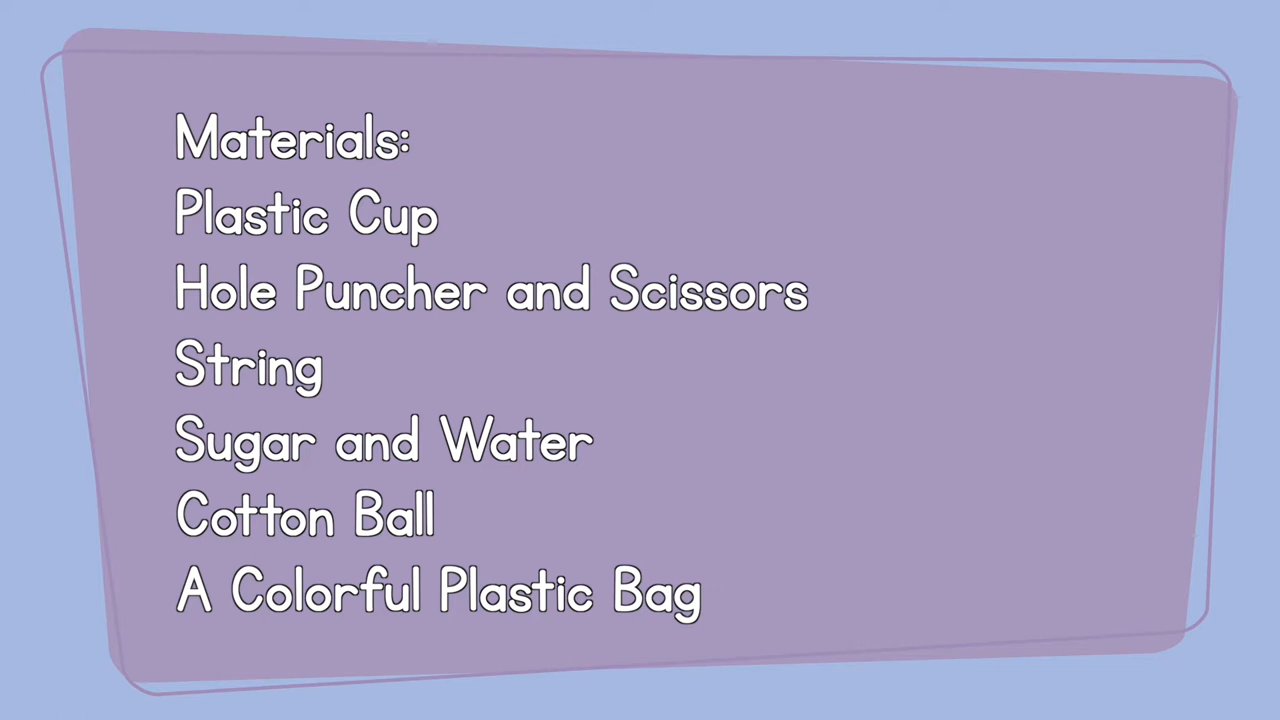 Materials:
Plastic Cup
Hole Puncher and Scissors
String
Sugar and Water
Cotton Ball
A Colorful Plastic Bag